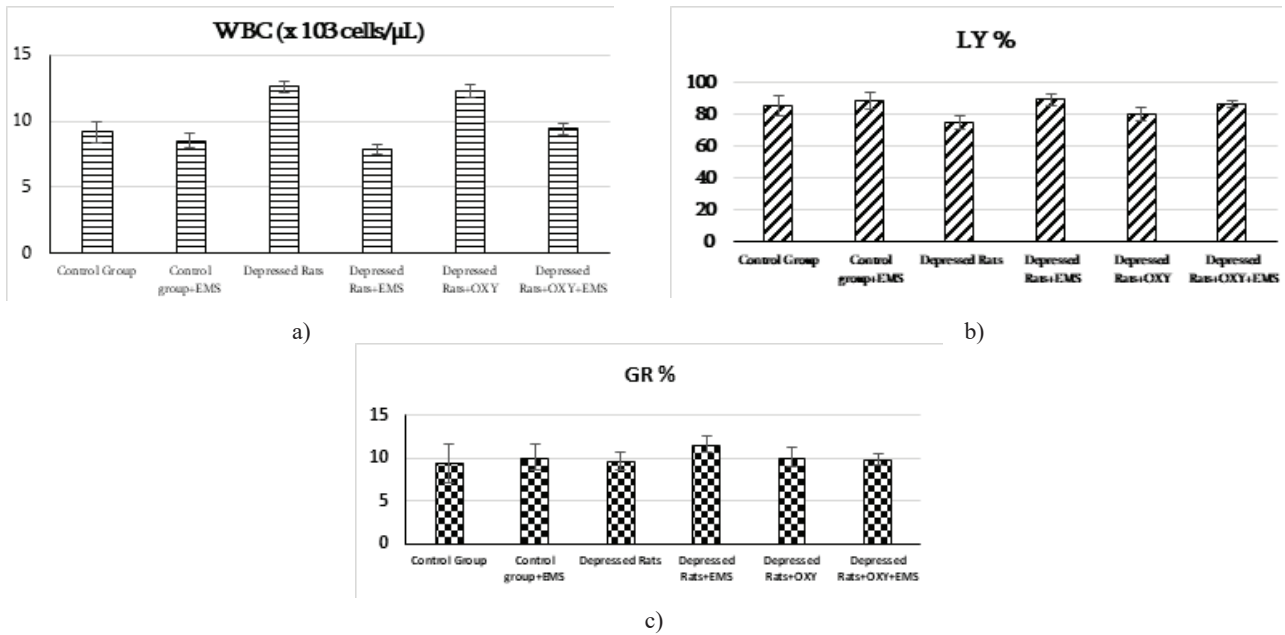 WBC (x 103 cells/µL)
15
10
5
0
Control Group
Control
group+EMS
Depressed Rats
Depressed
Rats+EMS
Depressed
Rats+OXY
Depressed
Rats+OXY+EMS
a)
LY %
100
80
60
40
20
0
Control Group
Control
group+EMS
Depressed Rats
Depressed
Rats+EMS
Depressed
Rats+OXY
Depressed
Rats+OXY+EMS
b)
GR %
15
10
5
0
Control Group
Control
group+EMS
Depressed Rats
Depressed
Rats+EMS
Depressed
Rats+OXY
Depressed
Rats+OXY+EMS
c)